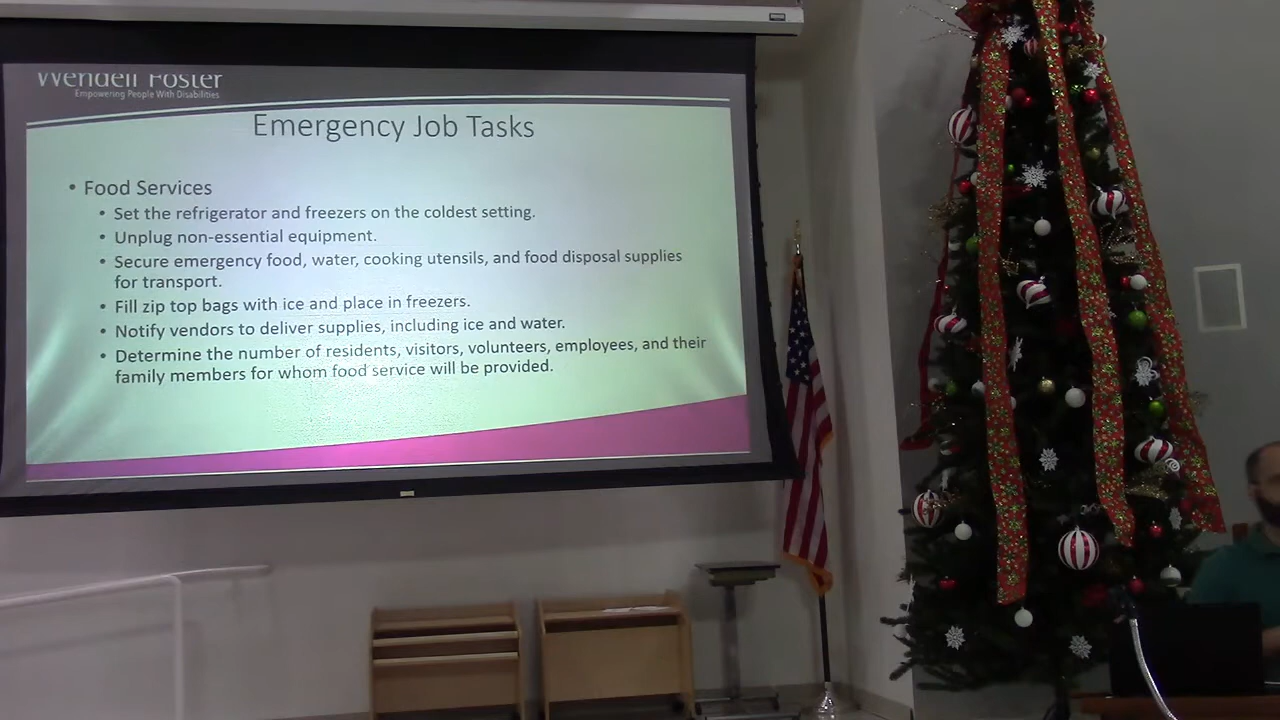 Wendell Foster
Empowering People With Disabilities
Emergency Job Tasks
• Food Services
• Set the refrigerator and freezers on the coldest setting.
• Unplug non-essential equipment.
• Secure emergency food, water, cooking utensils, and food disposal supplies
for transport.
• Fill zip top bags with ice and place in freezers.
• Notify vendors to deliver supplies, including ice and water.
• Determine the number of residents, visitors, volunteers, employees, and their
family members for whom food service will be provided.